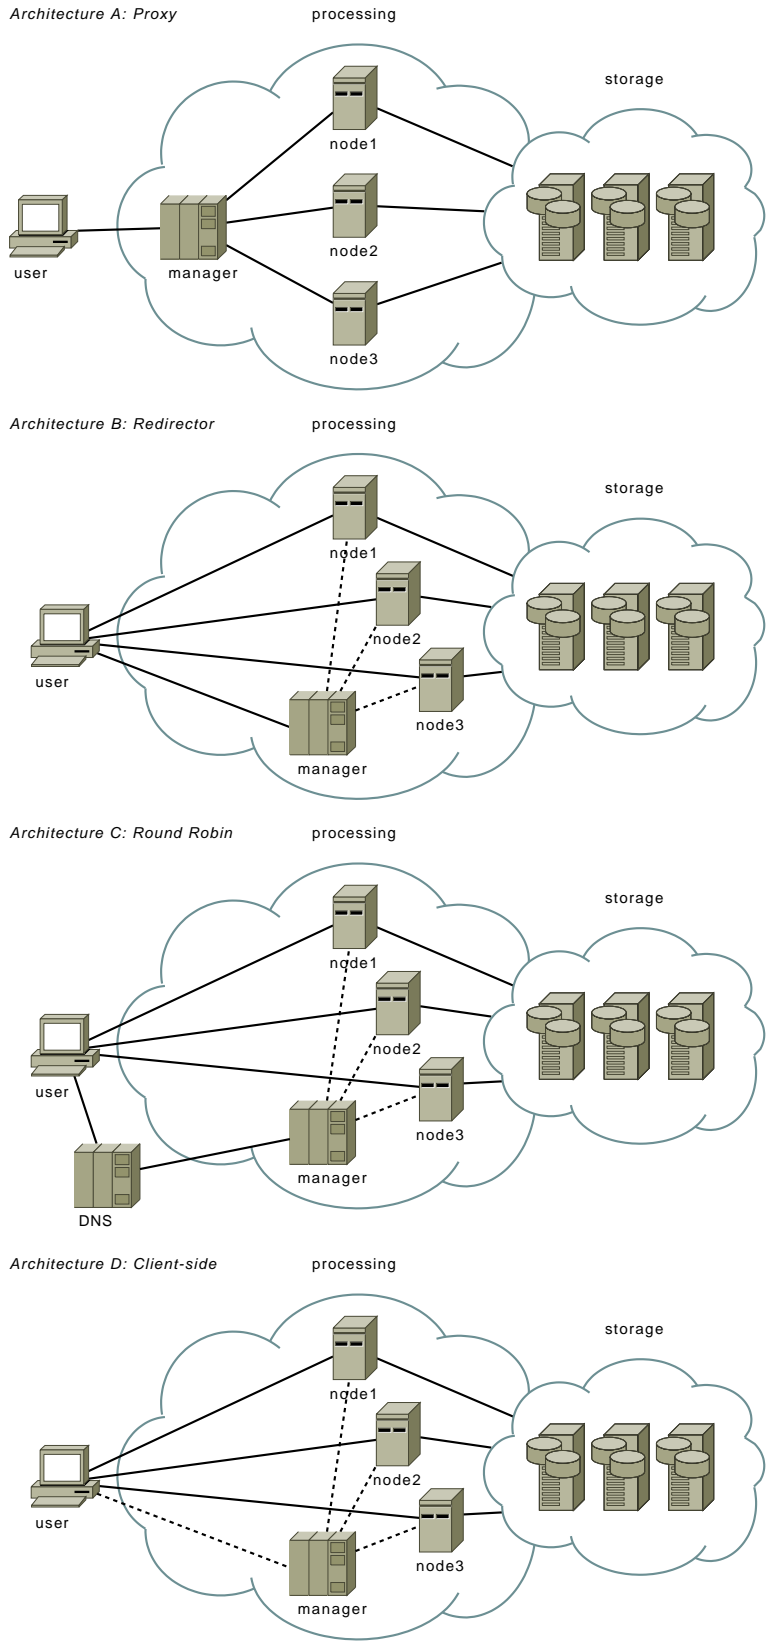 Architecture A: Proxy
processing
storage
node1
node2
user
manager
node3
Architecture B: Redirector
processing
storage
node1
node2
user
node3
manager
Architecture C: Round Robin
processing
storage
node1
node2
user
node3
manager
DNS
Architecture D: Client-side
processing
storage
node1
node2
user
node3
manager